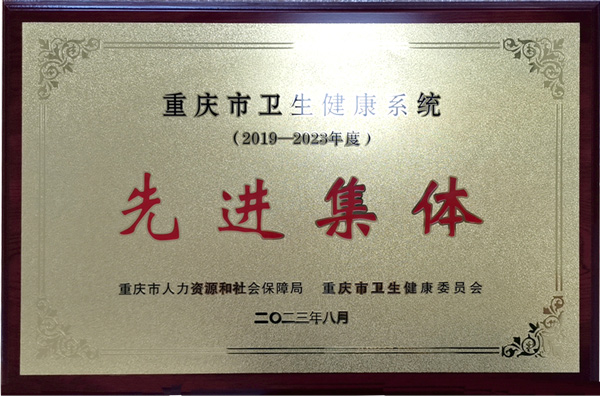 重庆市卫生健康系统
（2019—2023年度）
先进集体
重庆市人力资源和社会保障局 重庆市卫生健康委员会
二〇二三年八月